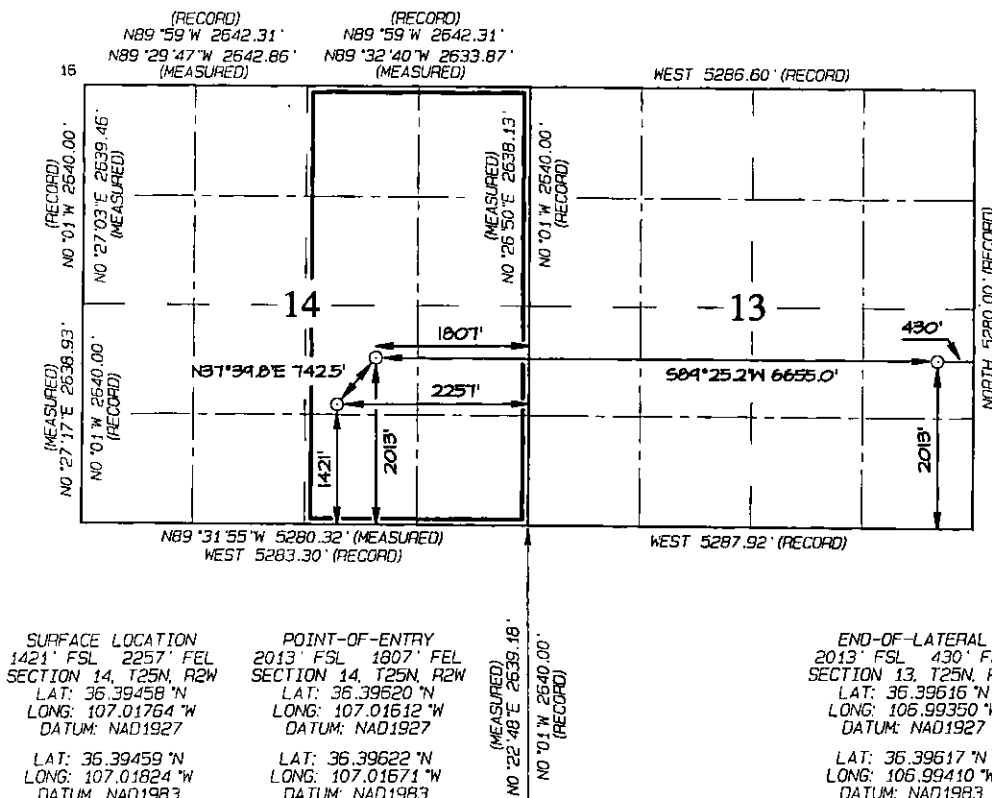 (RECORD)
N89°59'W 2642.31'
N89°29'47"W 2642.86'
(MEASURED)
(RECORD)
N89°59'W 2642.31'
N89°32'40"W 2633.87'
(MEASURED)
15
WEST 5286.60' (RECORD)
(RECORD)
N0°01'W 2640.00'
N0°27'03"E 2639.46'
(MEASURED)
(MEASURED)
N0°26'50"E 2638.13'
N0°01'W 2640.00'
(RECORD)
14
13
NORTH 5280.00' (RECORD)
1807'
430'
N37°39.8'E 742.5'
S89°25.2'W 6655.0'
2257'
1421'
2013'
2013'
(MEASURED)
N0°27'17"E 2638.93'
N0°01'W 2640.00'
(RECORD)
N89°31'55"W 5280.32' (MEASURED)
WEST 5283.30' (RECORD)
WEST 5287.92' (RECORD)
SURFACE LOCATION
1421' FSL 2257' FEL
SECTION 14, T25N, R2W
LAT: 36.39458°N
LONG: 107.01764°W
DATUM: NAD1927
LAT: 36.39459°N
LONG: 107.01824°W
DATUM: NAD1983
POINT-OF-ENTRY
2013' FSL 1807' FEL
SECTION 14, T25N, R2W
LAT: 36.39620°N
LONG: 107.01612°W
DATUM: NAD1927
LAT: 36.39622°N
LONG: 107.01671°W
DATUM: NAD1983
(MEASURED)
N0°22'48"E 2639.18'
N0°01'W 2640.00'
(RECORD)
END-OF-LATERAL
2013' FSL 430' F
SECTION 13, T25N, R
LAT: 36.39616°N
LONG: 106.99350°W
DATUM: NAD1927
LAT: 36.39617°N
LONG: 106.99410°W
DATUM: NAD1983